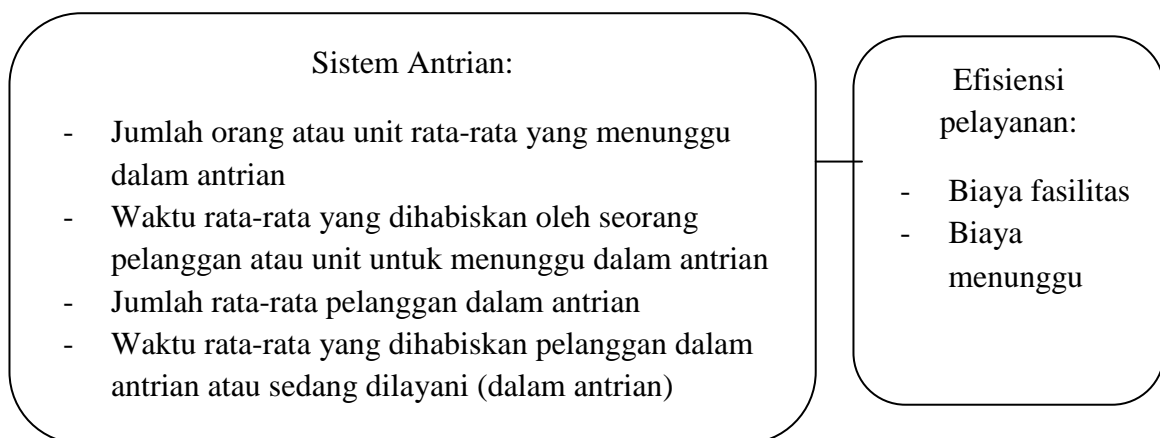 Sistem Antrian:
- Jumlah orang atau unit rata-rata yang menunggu
dalam antrian
- Waktu rata-rata yang dihabiskan oleh seorang
pelanggan atau unit untuk menunggu dalam antrian
- Jumlah rata-rata pelanggan dalam antrian
- Waktu rata-rata yang dihabiskan pelanggan dalam
antrian atau sedang dilayani (dalam antrian)
Efisiensi
pelayanan:
- Biaya fasilitas
- Biaya
menunggu